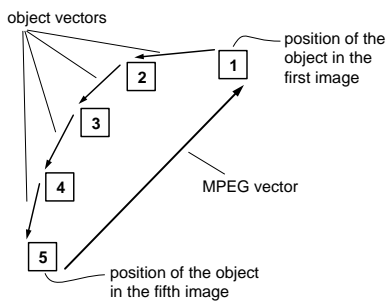 object vectors
position of the
object in the
first image
1
2
3
4
MPEG vector
5
position of the object
in the fifth image